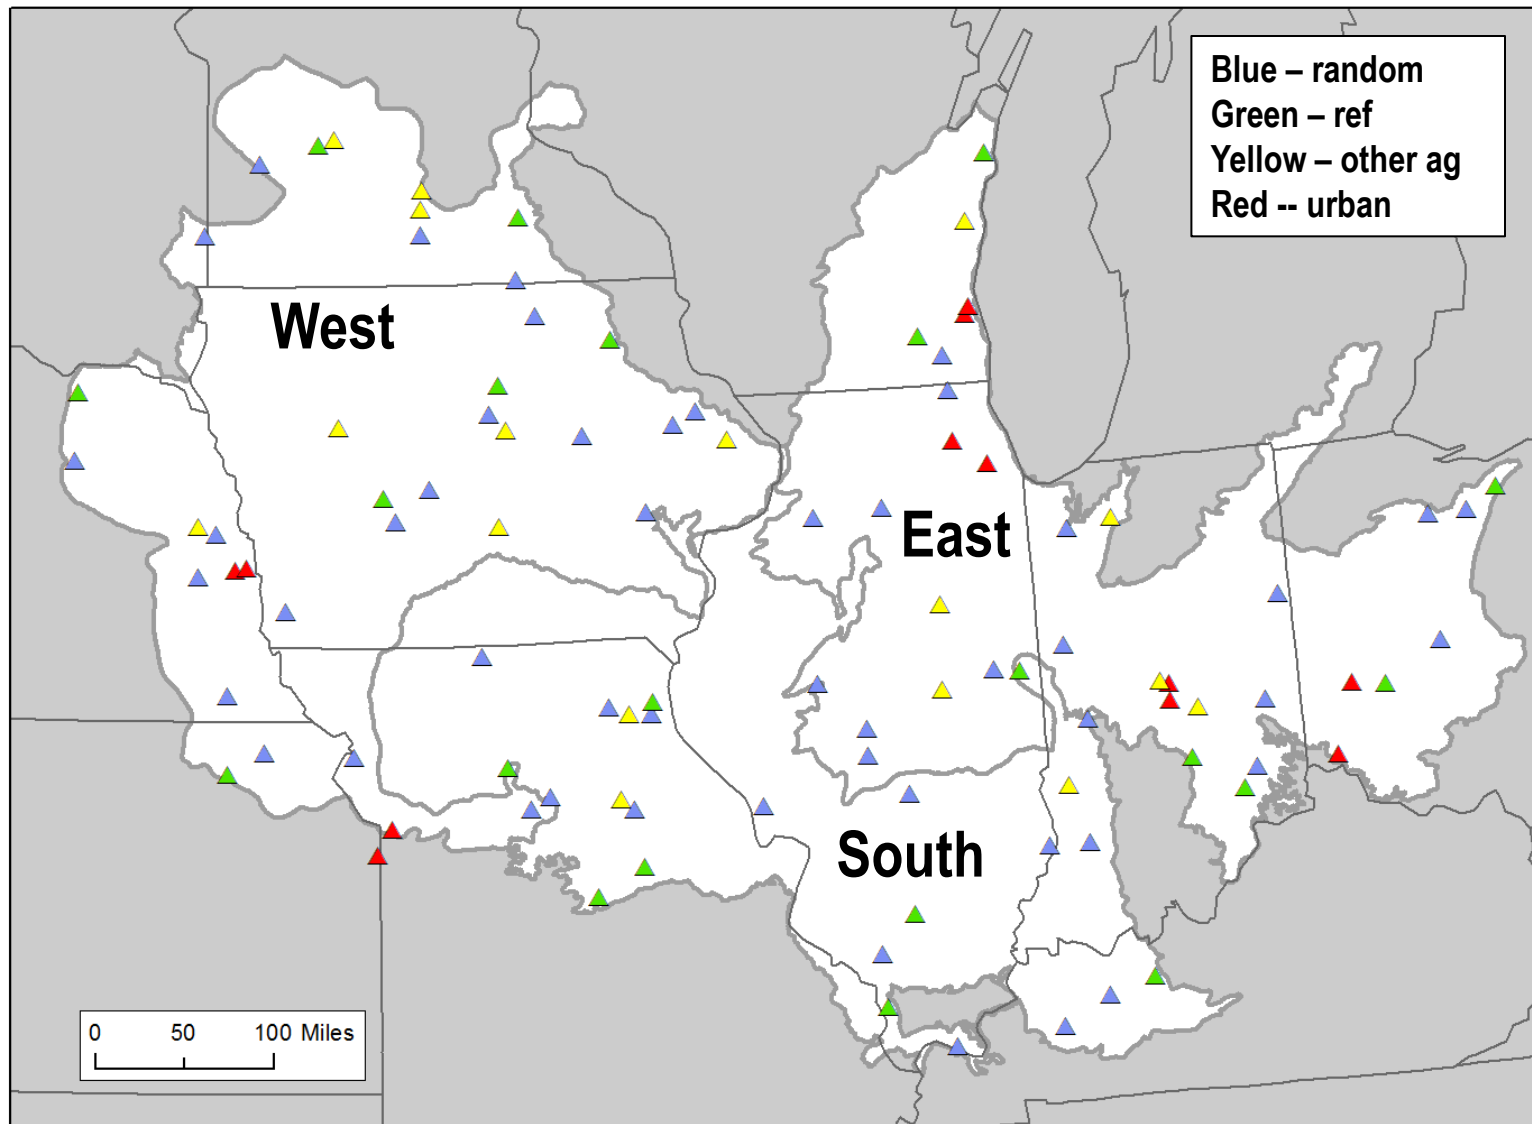 Blue – random
Green – ref
Yellow – other ag
Red -- urban
West
East
South
0 50 100 Miles